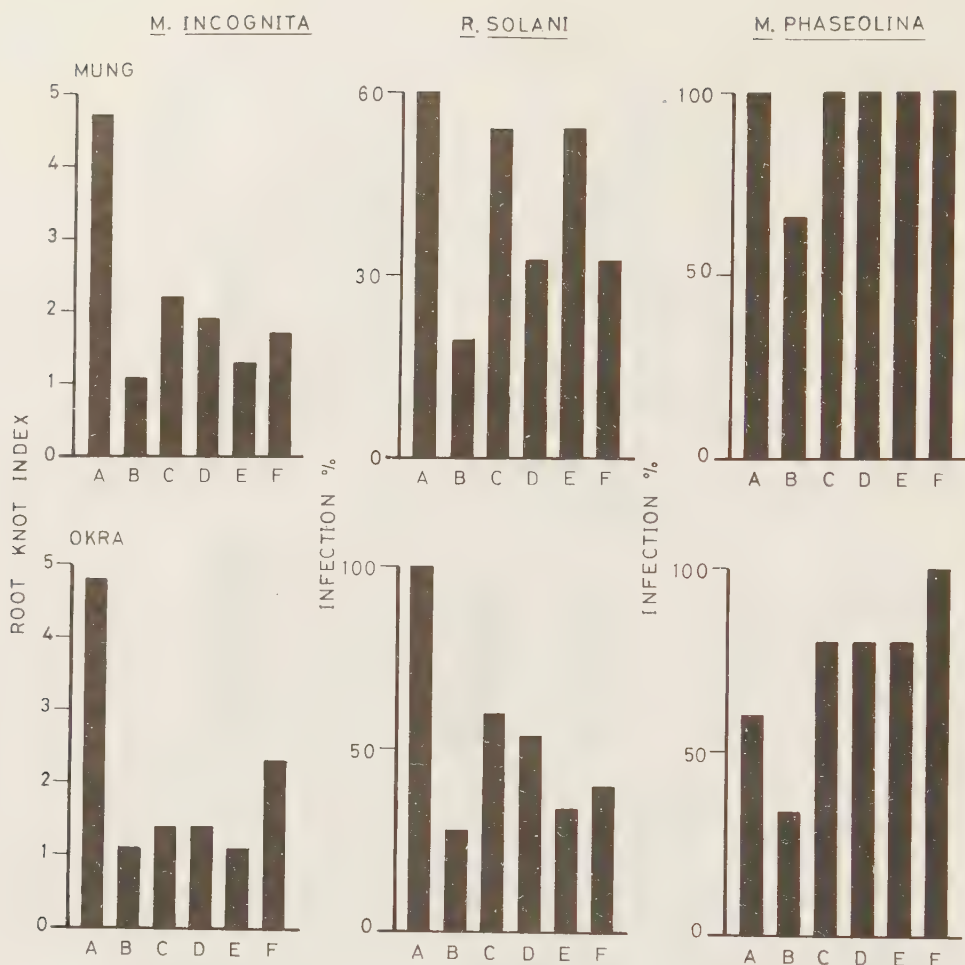 M. INCOGNITA
R. SOLANI
M. PHASEOLINA
MUNG
5
4
3
2
1
0
A B C D E F
60
30
0
A B C D E F
100
50
0
A B C D E F
ROOT KNOT INDEX
INFECTION %
INFECTION %
OKRA
5
4
3
2
1
0
A B C D E F
100
50
0
A B C D E F
100
50
0
A B C D E F